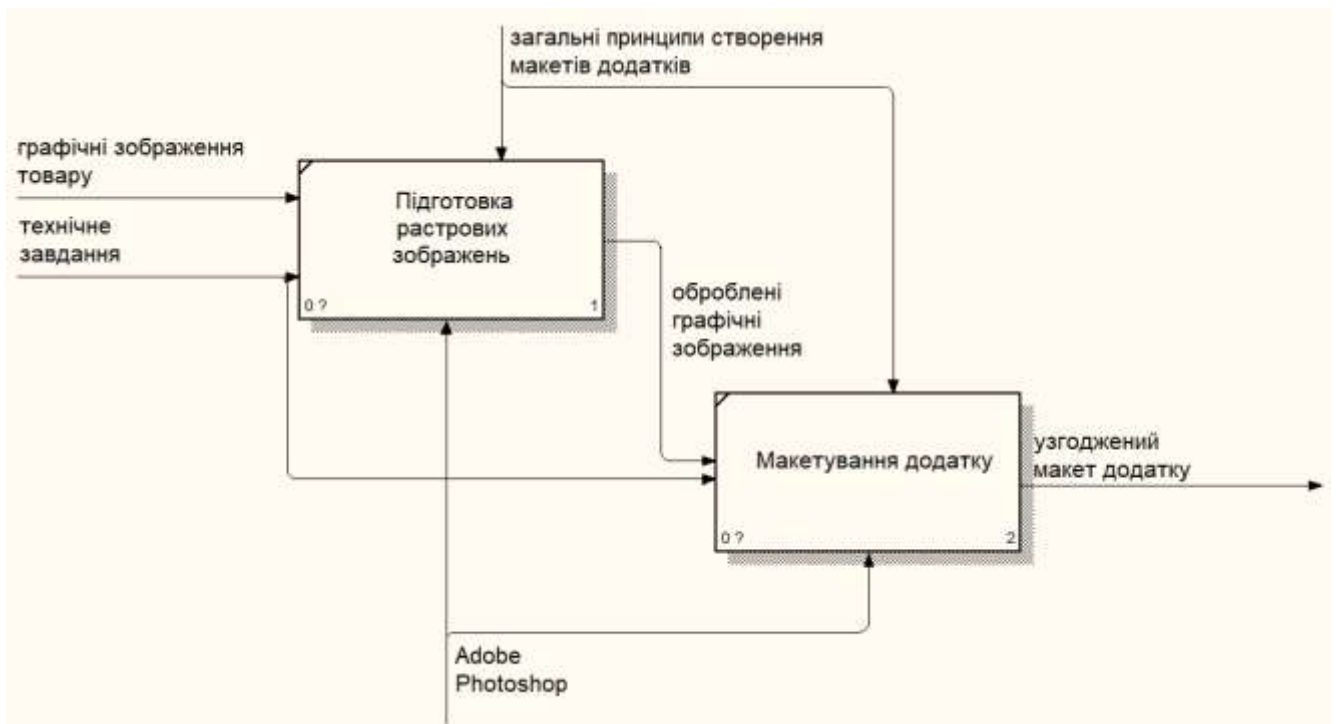 загальні принципи створення
макетів додатків
графічні зображення
товару
технічне
завдання
Підготовка
растрових
зображень
0 ?
1
оброблені
графічні
зображення
Макетування додатку
0 ?
2
узгоджений
макет додатку
Adobe
Photoshop